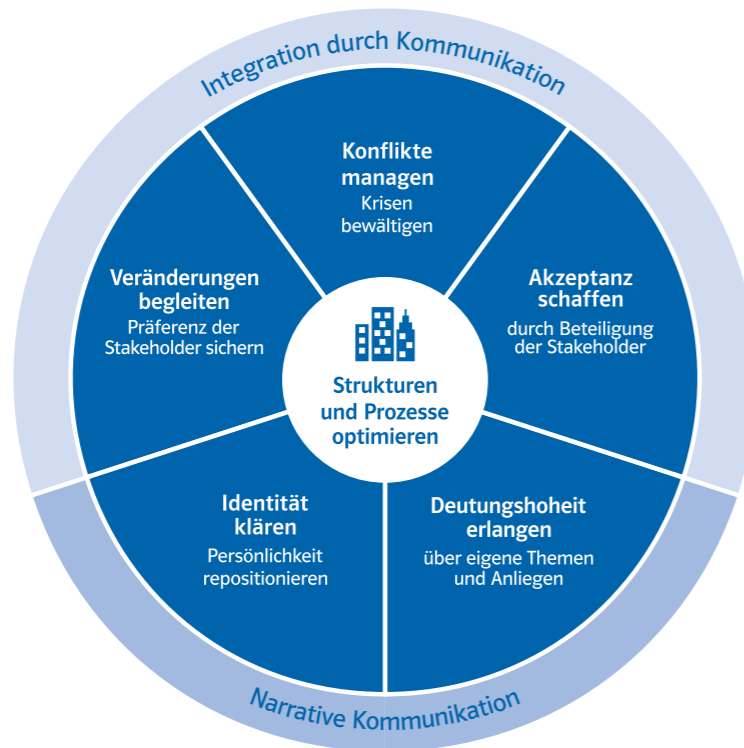 Integration durch Kommunikation
Konflikte
managen
Krisen
bewältigen
Veränderungen
begleiten
Präferenz der
Stakeholder sichern
Akzeptanz
schaffen
durch Beteiligung
der Stakeholder
Strukturen
und Prozesse
optimieren
Identität
klären
Persönlichkeit
repositionieren
Deutungshoheit
erlangen
über eigene Themen
und Anliegen
Narrative Kommunikation